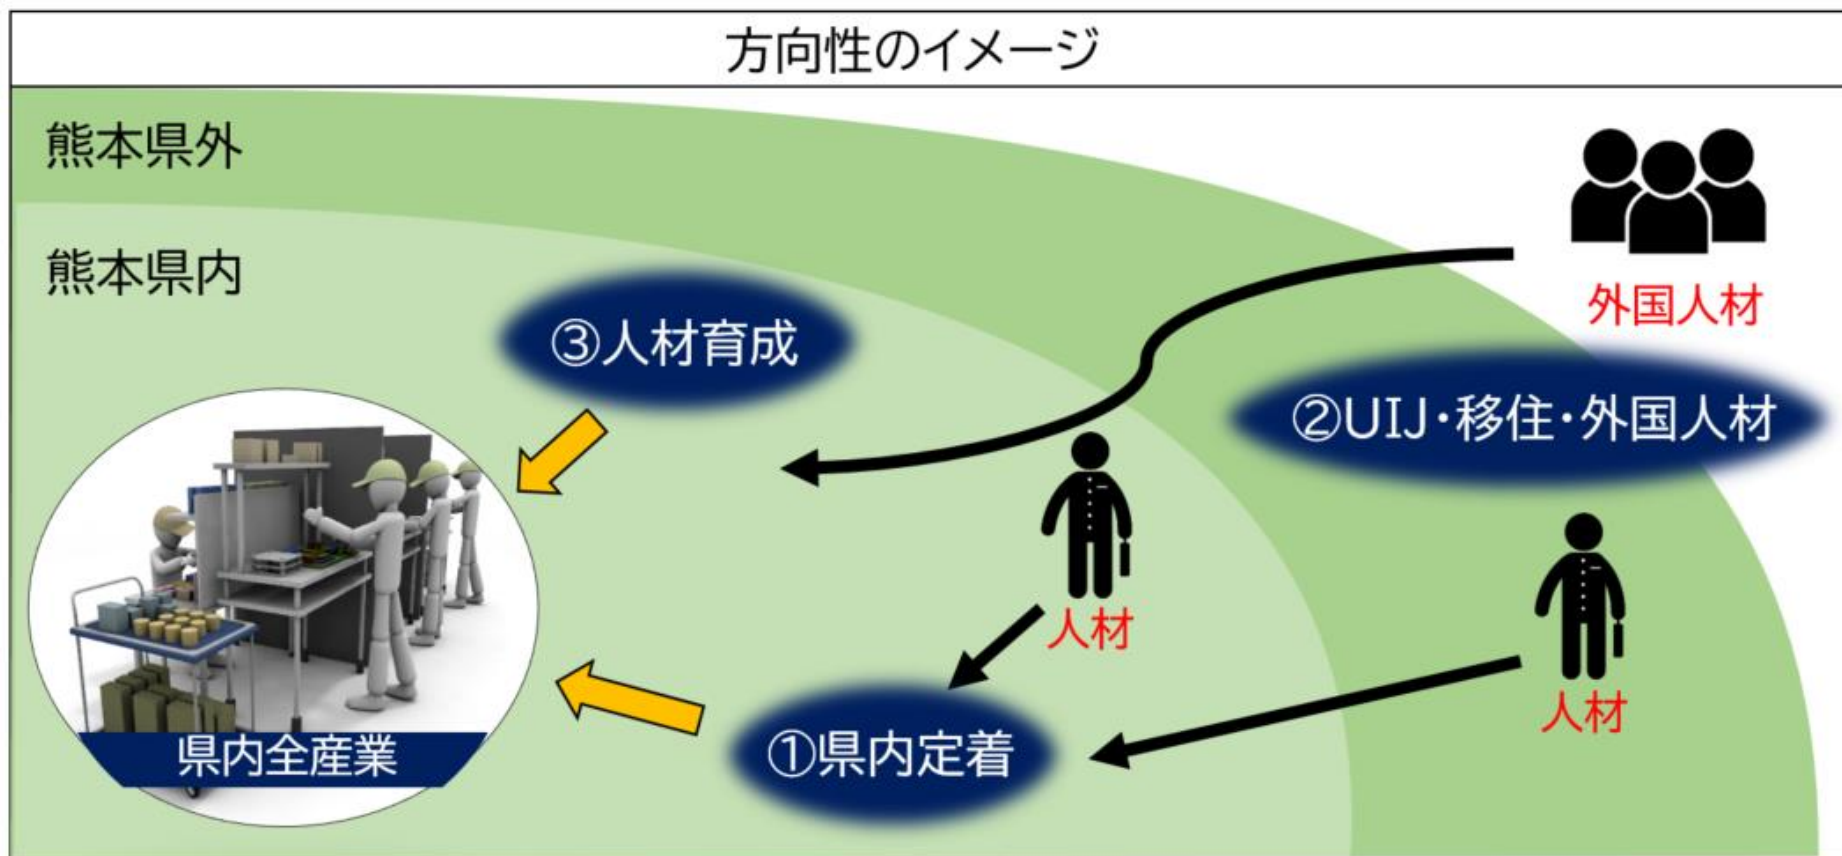 方向性のイメージ
熊本県外
熊本県内
外国人材
③人材育成
②UIJ・移住・外国人材
人材
人材
①県内定着
県内全産業